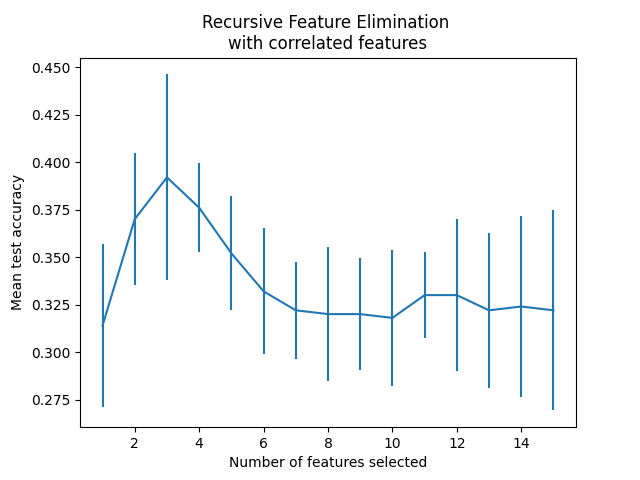 Recursive Feature Elimination
with correlated features
0.450
0.425
0.400
0.375
0.350
0.325
0.300
0.275
Mean test accuracy
2 4 6 8 10 12 14
Number of features selected